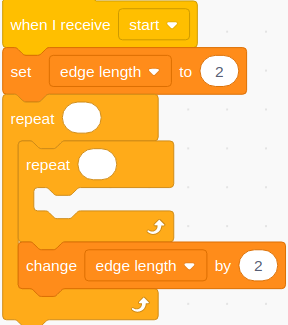 when I receive start
set edge length to 2
repeat
repeat
change edge length by 2